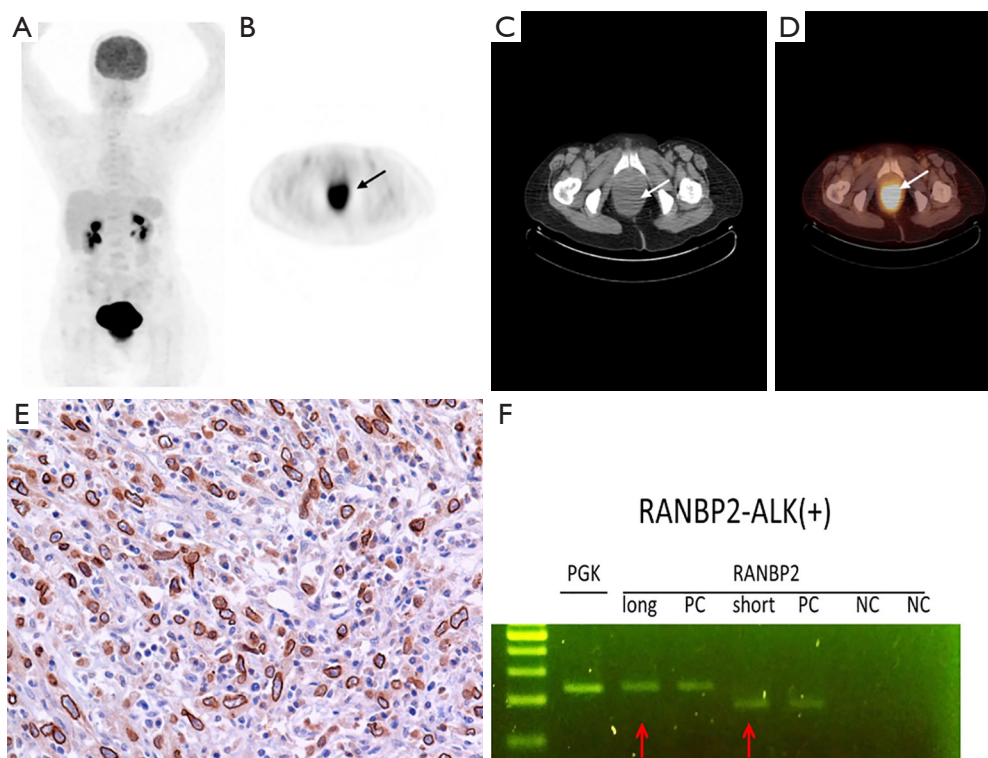 A
B
C
D
E
F
RANBP2-ALK(+)
PGK
RANBP2
long PC short PC NC NC